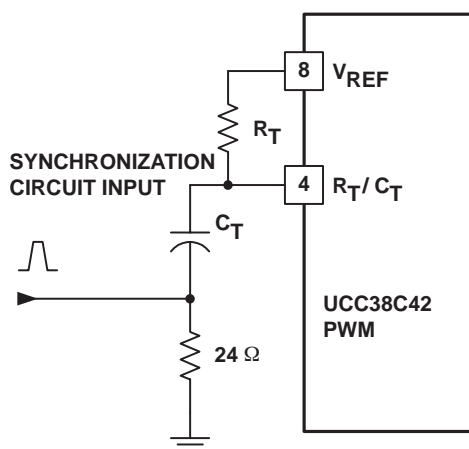 8
VREF
RT
SYNCHRONIZATION
CIRCUIT INPUT
4
RT/ CT
CT
UCC38C42
PWM
24 Ω